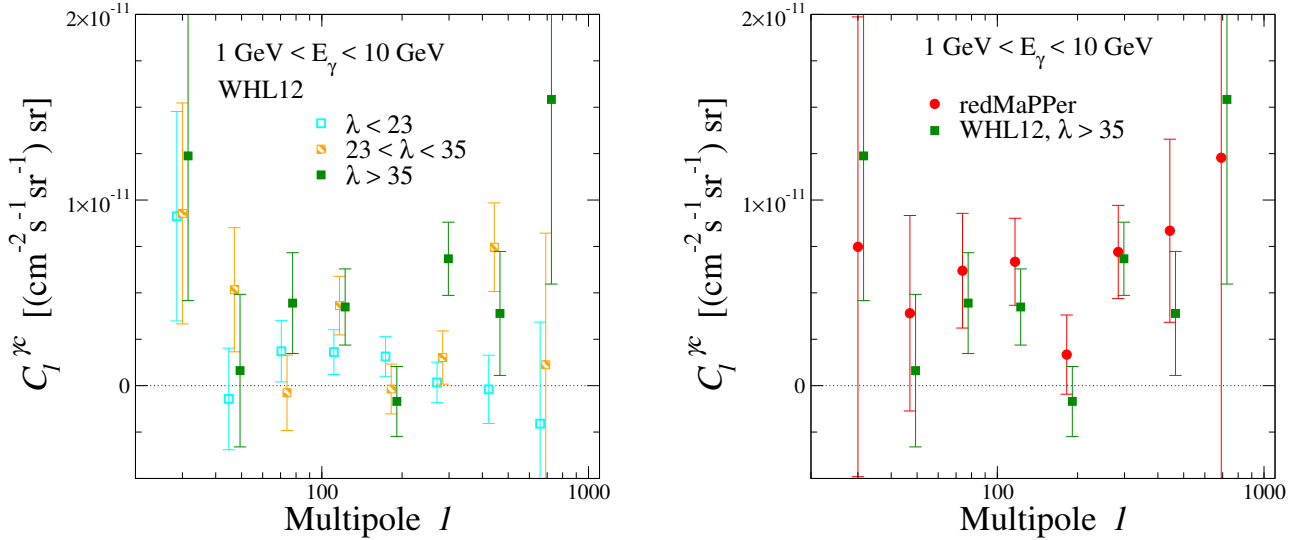 2×10⁻¹¹
1×10⁻¹¹
0
C_l^γc [(cm⁻² s⁻¹ sr⁻¹) sr]
1 GeV < E_γ < 10 GeV
WHL12
λ < 23
23 < λ < 35
λ > 35
100 1000
Multipole l
2×10⁻¹¹
1×10⁻¹¹
0
C_l^γc [(cm⁻² s⁻¹ sr⁻¹) sr]
1 GeV < E_γ < 10 GeV
redMaPPer
WHL12, λ > 35
100 1000
Multipole l